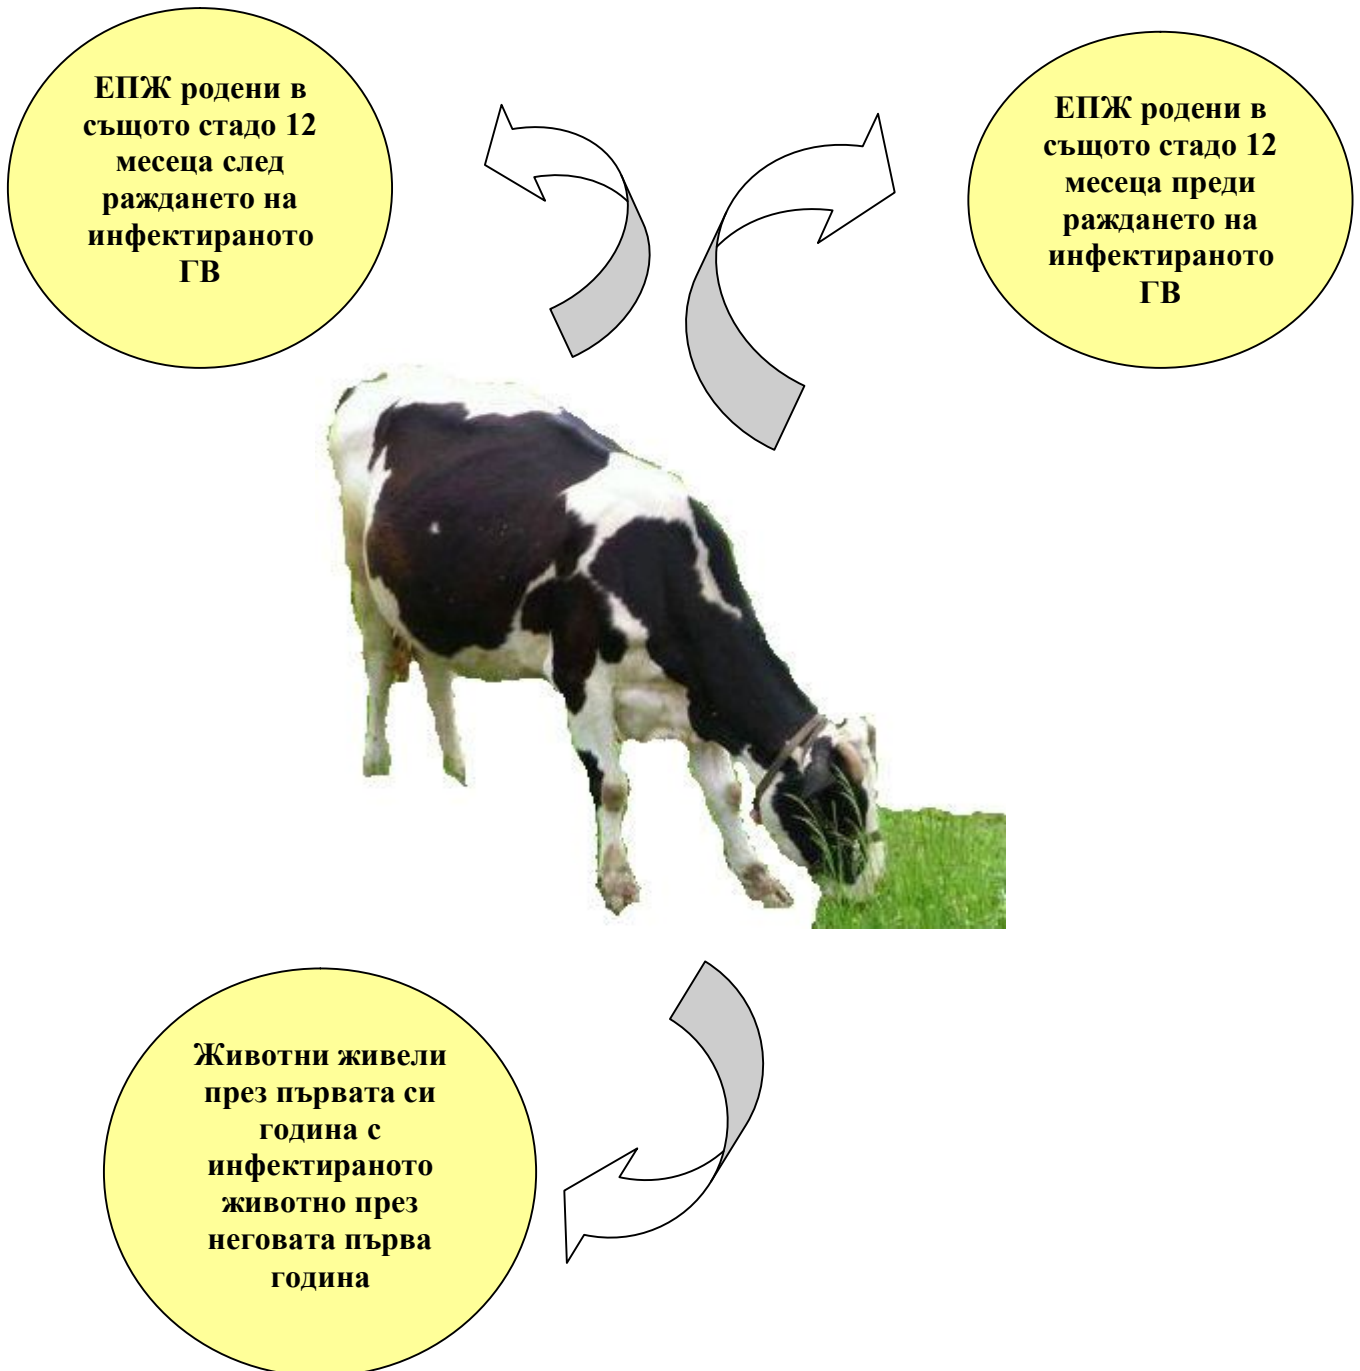 ЕПЖ родени в
същото стадо 12
месеца след
раждането на
инфектираното
ГВ
ЕПЖ родени в
същото стадо 12
месеца преди
раждането на
инфектираното
ГВ
Животни живели
през първата си
година с
инфектираното
животно през
неговата първа
година